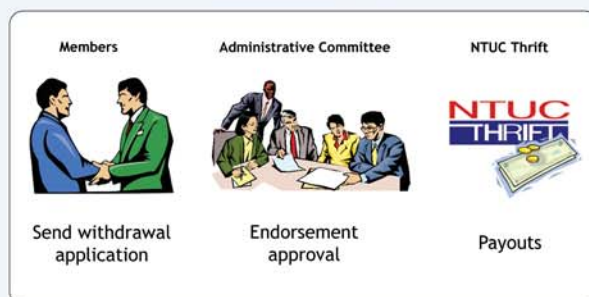 Members
Administrative Committee
NTUC Thrift
NTUC
THRIFT
Send withdrawal
application
Endorsement
approval
Payouts